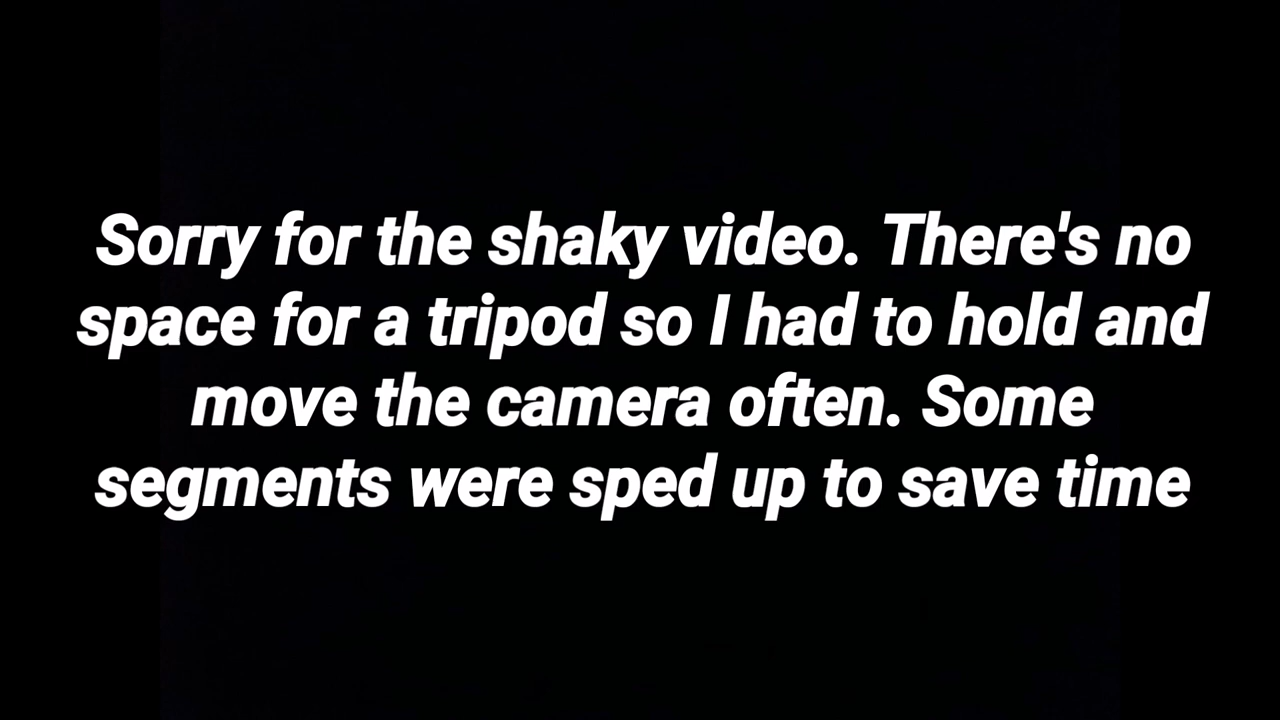 Sorry for the shaky video. There's no
space for a tripod so I had to hold and
move the camera often. Some
segments were sped up to save time